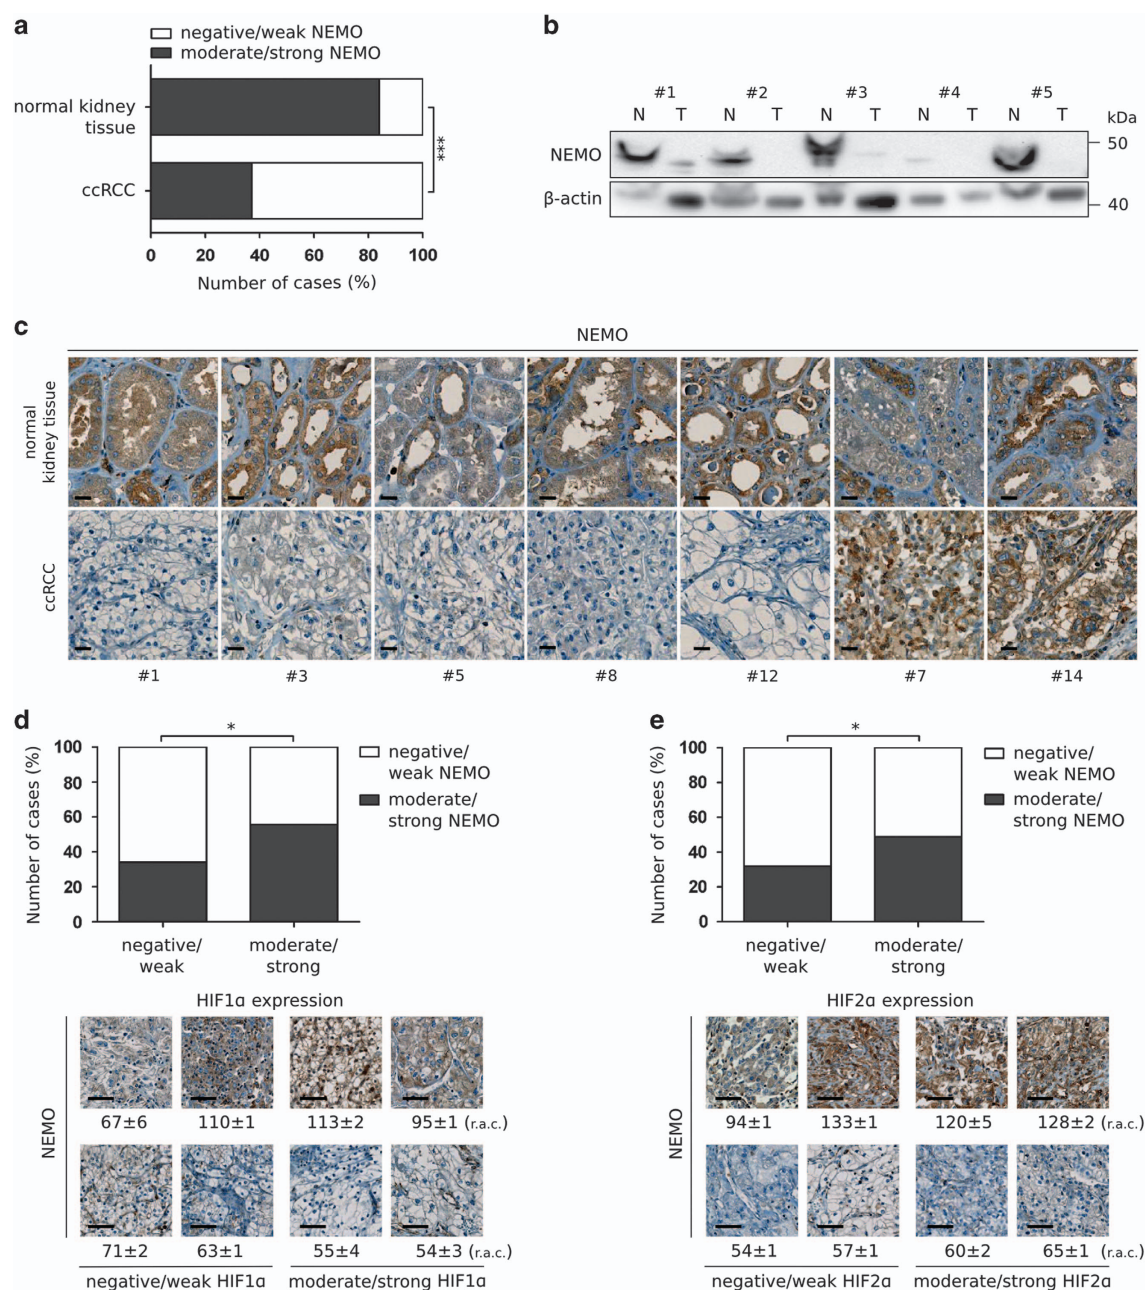 a
negative/weak NEMO
moderate/strong NEMO
normal kidney
tissue
ccRCC
***
0 20 40 60 80 100
Number of cases (%)
b
#1 #2 #3 #4 #5
N T N T N T N T N T kDa
NEMO
50
β-actin
40
c
NEMO
normal
kidney tissue
ccRCC
#1 #3 #5 #8 #12 #7 #14
d
*
Number of cases (%)
100
80
60
40
20
0
negative/
weak NEMO
moderate/
strong NEMO
negative/
weak
moderate/
strong
HIF1α expression
NEMO
67±6 110±1 113±2 95±1 (r.a.c.)
71±2 63±1 55±4 54±3 (r.a.c.)
negative/weak HIF1α moderate/strong HIF1α
e
*
Number of cases (%)
100
80
60
40
20
0
negative/
weak NEMO
moderate/
strong NEMO
negative/
weak
moderate/
strong
HIF2α expression
NEMO
94±1 133±1 120±5 128±2 (r.a.c.)
54±1 57±1 60±2 65±1 (r.a.c.)
negative/weak HIF2α moderate/strong HIF2α